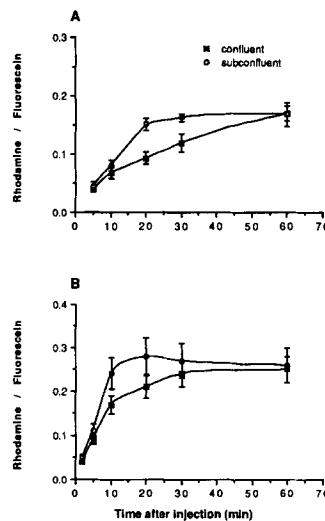 A
0.3
confluent
subconfluent
0.2
Rhodamine / Fluorescein
0.1
0.0
0 10 20 30 40 50 60 70
B
0.4
0.3
Rhodamine / Fluorescein
0.2
0.1
0.0
0 10 20 30 40 50 60 70
Time after injection (min)